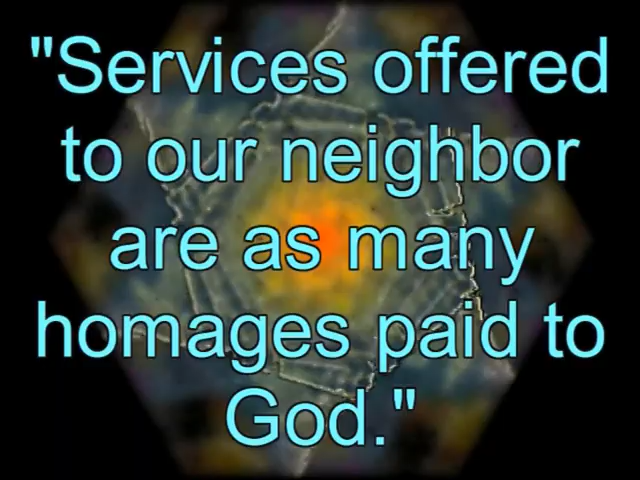 "Services offered
to our neighbor
are as many
homages paid to
God."